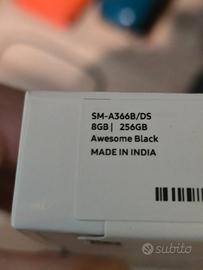 SM-A366B/DS
8GB | 256GB
Awesome Black
MADE IN INDIA
subito